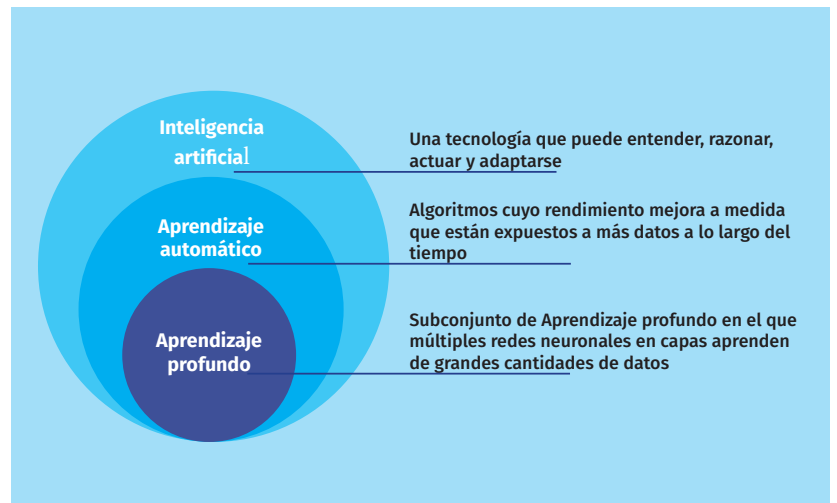 Inteligencia
artificial
Una tecnología que puede entender, razonar,
actuar y adaptarse
Aprendizaje
automático
Algoritmos cuyo rendimiento mejora a medida
que están expuestos a más datos a lo largo del
tiempo
Aprendizaje
profundo
Subconjunto de Aprendizaje profundo en el que
múltiples redes neuronales en capas aprenden
de grandes cantidades de datos